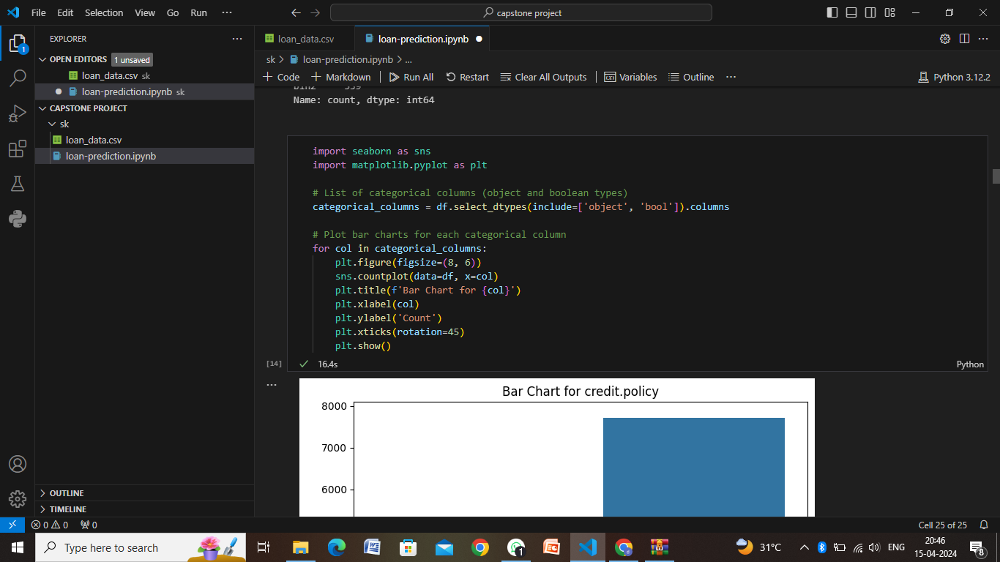 File Edit Selection View Go Run ···
capstone project
EXPLORER
loan_data.csv
loan-prediction.ipynb
OPEN EDITORS 1 unsaved
loan_data.csv sk
loan-prediction.ipynb sk
CAPSTONE PROJECT
sk
loan_data.csv
loan-prediction.ipynb
OUTLINE
TIMELINE
sk > loan-prediction.ipynb > ...
+ Code + Markdown Run All Restart Clear All Outputs Variables Outline ··· Python 3.12.2
Name: count, dtype: int64
import seaborn as sns
import matplotlib.pyplot as plt
# List of categorical columns (object and boolean types)
categorical_columns = df.select_dtypes(include=['object', 'bool']).columns
# Plot bar charts for each categorical column
for col in categorical_columns:
    plt.figure(figsize=(8, 6))
    sns.countplot(data=df, x=col)
    plt.title(f'Bar Chart for {col}')
    plt.xlabel(col)
    plt.ylabel('Count')
    plt.xticks(rotation=45)
    plt.show()
[14] 16.4s Python
Bar Chart for credit.policy
8000
7000
6000
0 0 0 Cell 25 of 25
Type here to search
31°C ENG 20:46
15-04-2024 8